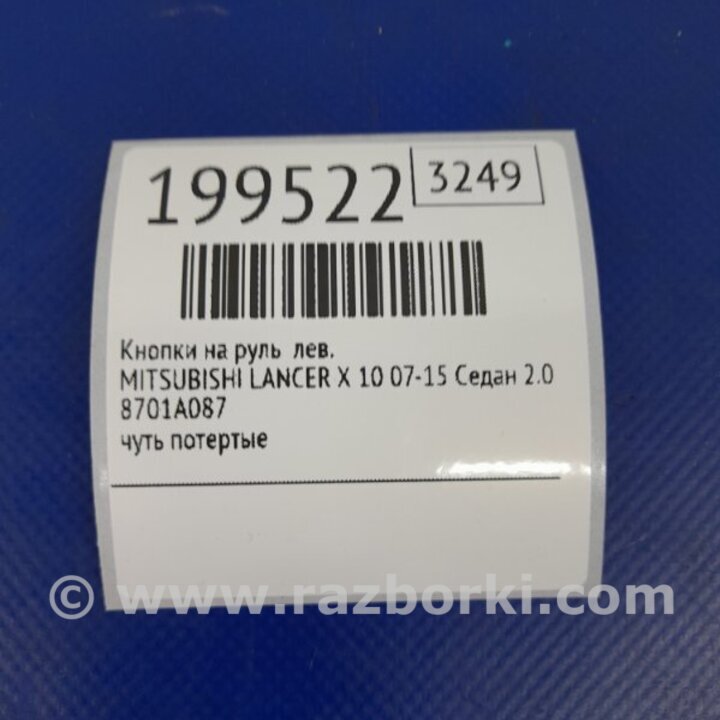 199522
3249
Кнопки на руль лев.
MITSUBISHI LANCER X 10 07-15 Седан 2.0
8701A087
чуть потертые
© www.razborki.com